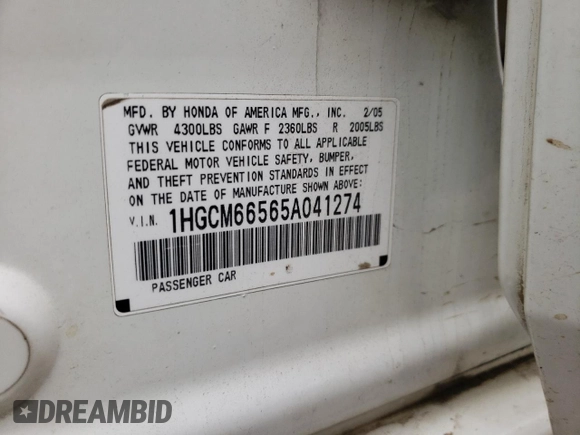 MFD. BY HONDA OF AMERICA MFG., INC. 2/05
GVWR 4300LBS GAWR F 2360LBS R 2005LBS
THIS VEHICLE CONFORMS TO ALL APPLICABLE
FEDERAL MOTOR VEHICLE SAFETY, BUMPER,
AND THEFT PREVENTION STANDARDS IN EFFECT
ON THE DATE OF MANUFACTURE SHOWN ABOVE:
V.I.N. 1HGCM66565A041274
PASSENGER CAR
DREAMBID